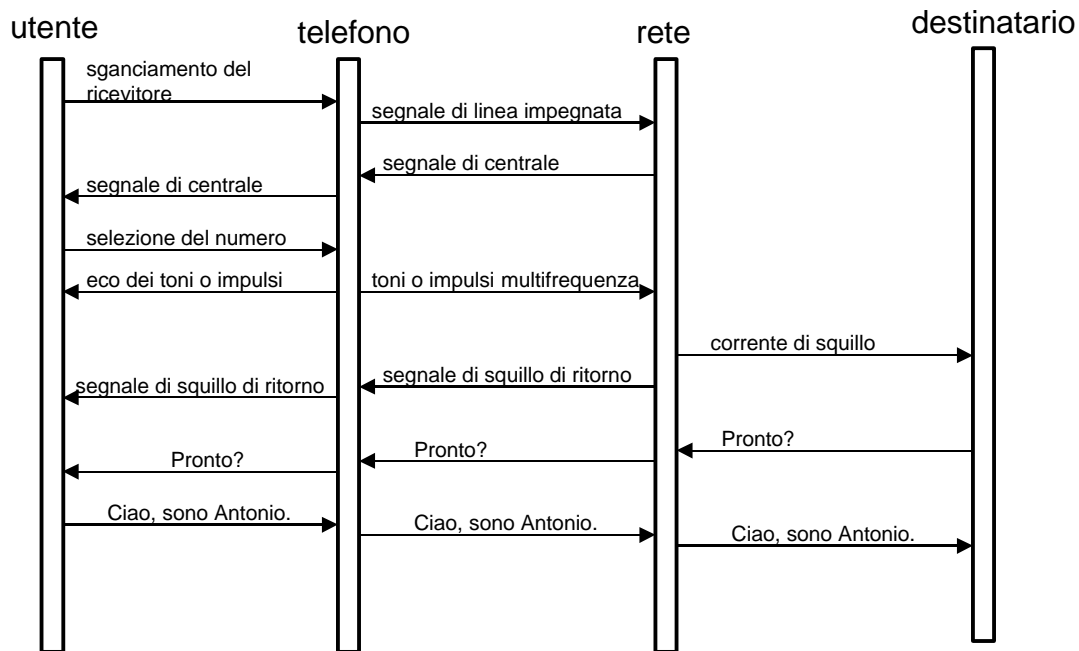 utente
telefono
rete
destinatario
sganciamento del
ricevitore
segnale di linea impegnata
segnale di centrale
segnale di centrale
selezione del numero
eco dei toni o impulsi
toni o impulsi multifrequenza
corrente di squillo
segnale di squillo di ritorno
segnale di squillo di ritorno
Pronto?
Pronto?
Pronto?
Ciao, sono Antonio.
Ciao, sono Antonio.
Ciao, sono Antonio.